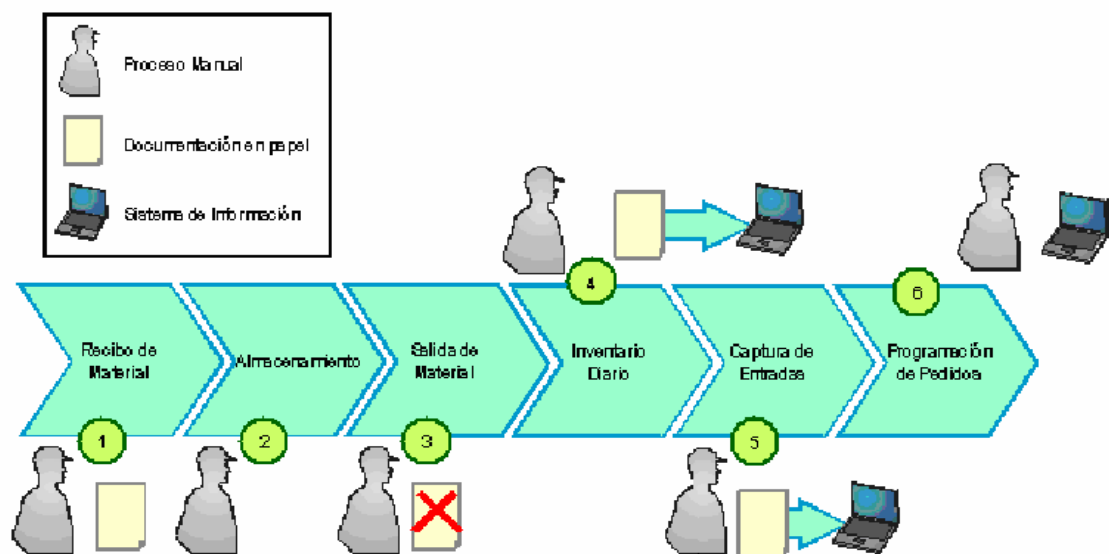 Proceso Manual
Documentación en papel
Sistema de Información
4
6
Recibo de
Material
Almacenamiento
Salida de
Material
Inventario
Diario
Captura de
Entradas
Programación
de Pedidos
1
2
3
5